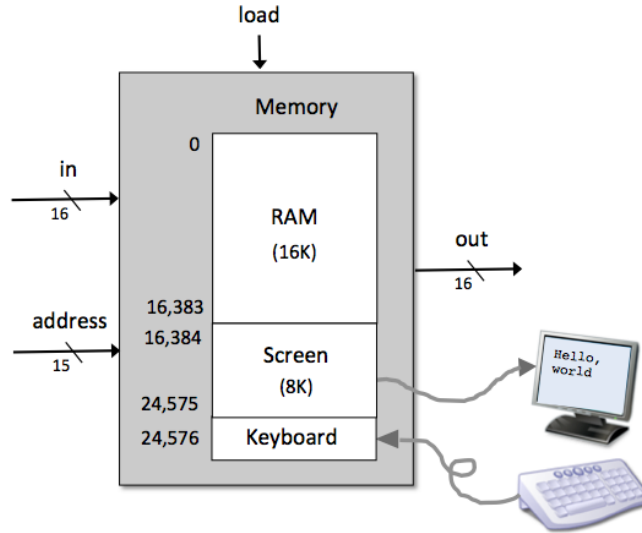 load
Memory
0
in
16
RAM
(16K)
out
16
16,383
address
16,384
15
Screen
(8K)
Hello,
world
24,575
24,576
Keyboard